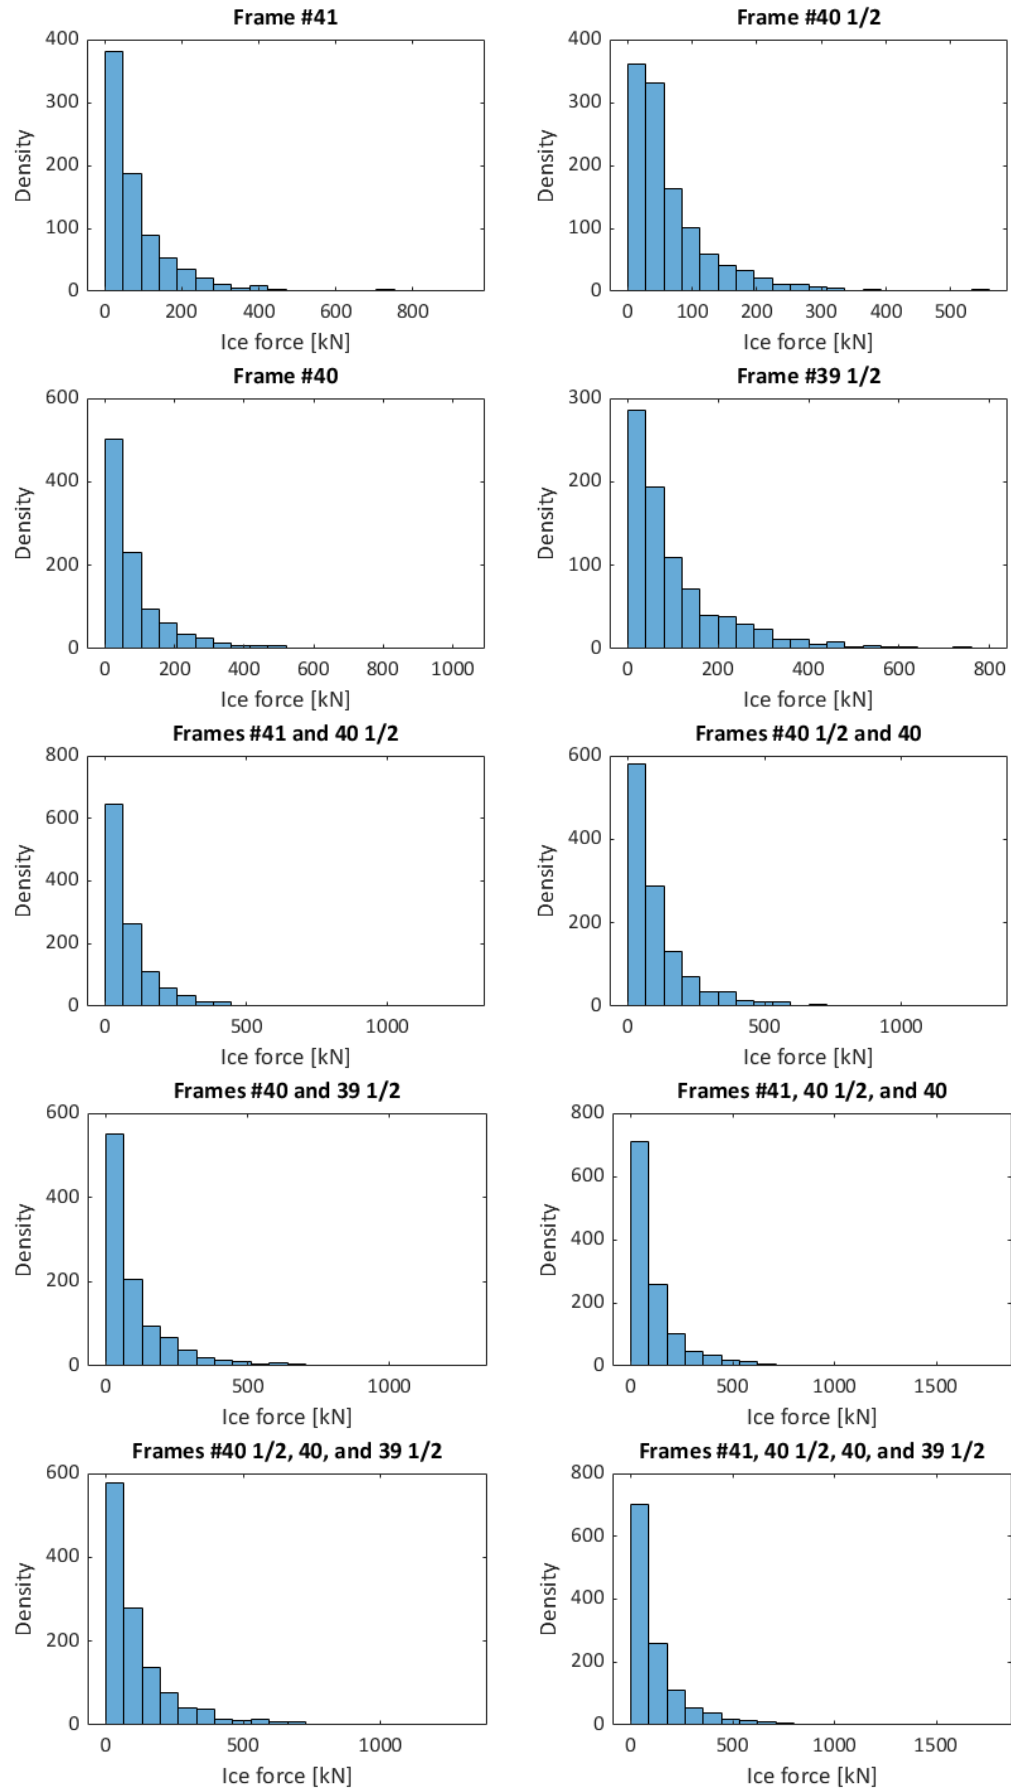 Frame #41
400
300
200
100
0
Density
0 200 400 600 800
Ice force [kN]
Frame #40 1/2
400
300
200
100
0
Density
0 100 200 300 400 500
Ice force [kN]
Frame #40
600
400
200
0
Density
0 200 400 600 800 1000
Ice force [kN]
Frame #39 1/2
300
200
100
0
Density
0 200 400 600 800
Ice force [kN]
Frames #41 and 40 1/2
800
600
400
200
0
Density
0 500 1000
Ice force [kN]
Frames #40 1/2 and 40
600
400
200
0
Density
0 500 1000
Ice force [kN]
Frames #40 and 39 1/2
600
400
200
0
Density
0 500 1000
Ice force [kN]
Frames #41, 40 1/2, and 40
800
600
400
200
0
Density
0 500 1000 1500
Ice force [kN]
Frames #40 1/2, 40, and 39 1/2
600
400
200
0
Density
0 500 1000
Ice force [kN]
Frames #41, 40 1/2, 40, and 39 1/2
800
600
400
200
0
Density
0 500 1000 1500
Ice force [kN]